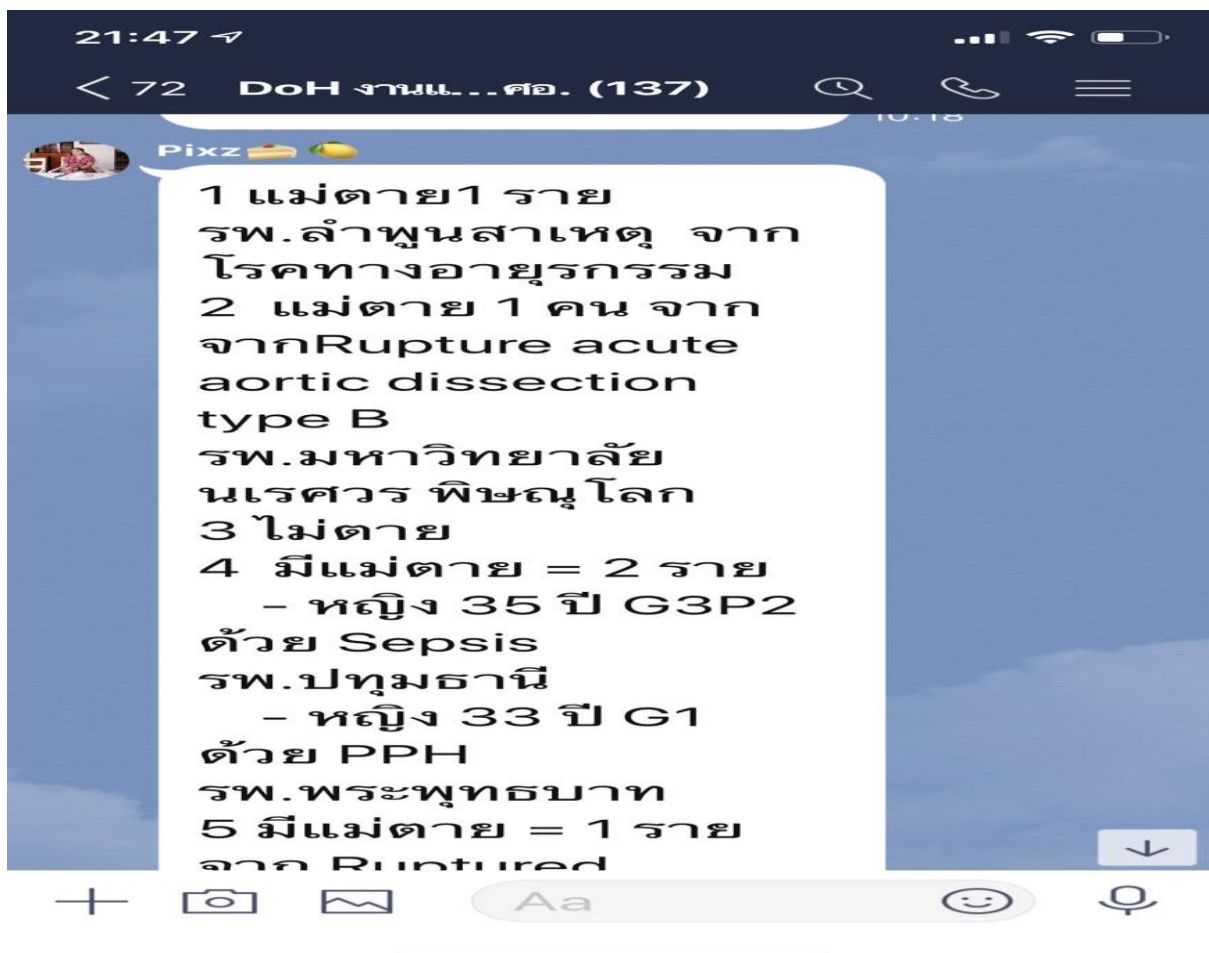 21:47
72 DoH งานแ...ศอ. (137)
10:18
Pixz
1 แม่ตาย1 ราย
รพ.ลำพูนสาเหตุ จาก
โรคทางอายุรกรรม
2 แม่ตาย 1 คน จาก
จากRupture acute
aortic dissection
type B
รพ.มหาวิทยาลัย
นเรศวร พิษณุโลก
3 ไม่ตาย
4 มีแม่ตาย = 2 ราย
- หญิง 35 ปี G3P2
ด้วย Sepsis
รพ.ปทุมธานี
- หญิง 33 ปี G1
ด้วย PPH
รพ.พระพุทธบาท
5 มีแม่ตาย = 1 ราย
จาก Ruptured
Aa